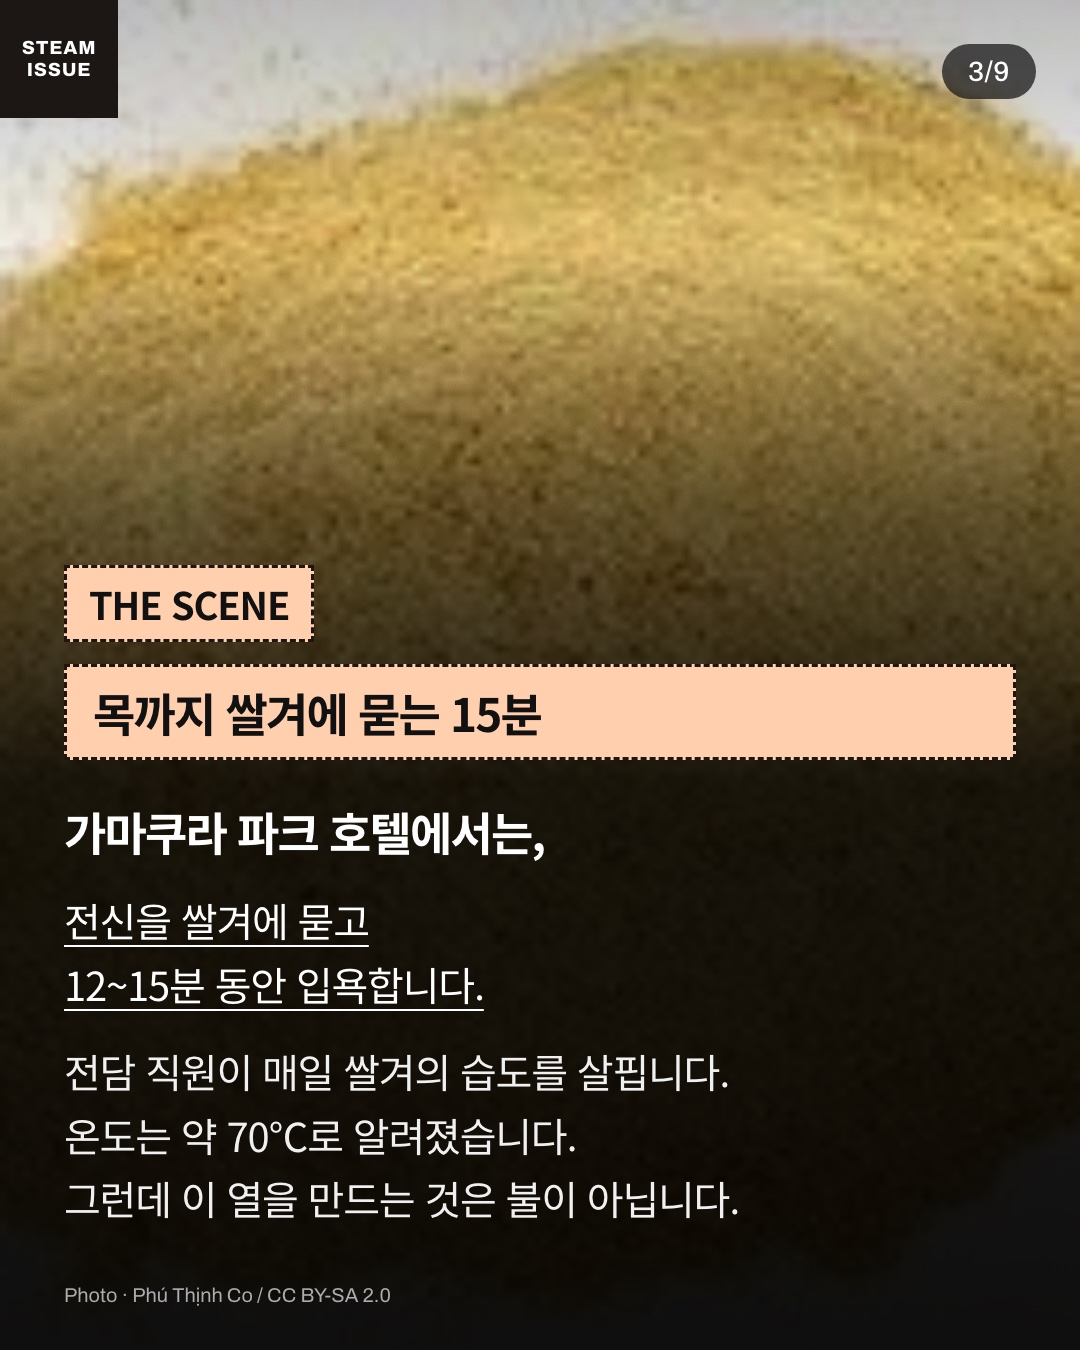 STEAM
ISSUE
3/9
THE SCENE
목까지 쌀겨에 묻는 15분
가마쿠라 파크 호텔에서는,
전신을 쌀겨에 묻고
12~15분 동안 입욕합니다.
전담 직원이 매일 쌀겨의 습도를 살핍니다.
온도는 약 70°C로 알려졌습니다.
그런데 이 열을 만드는 것은 불이 아닙니다.
Photo · Phú Thịnh Co / CC BY-SA 2.0